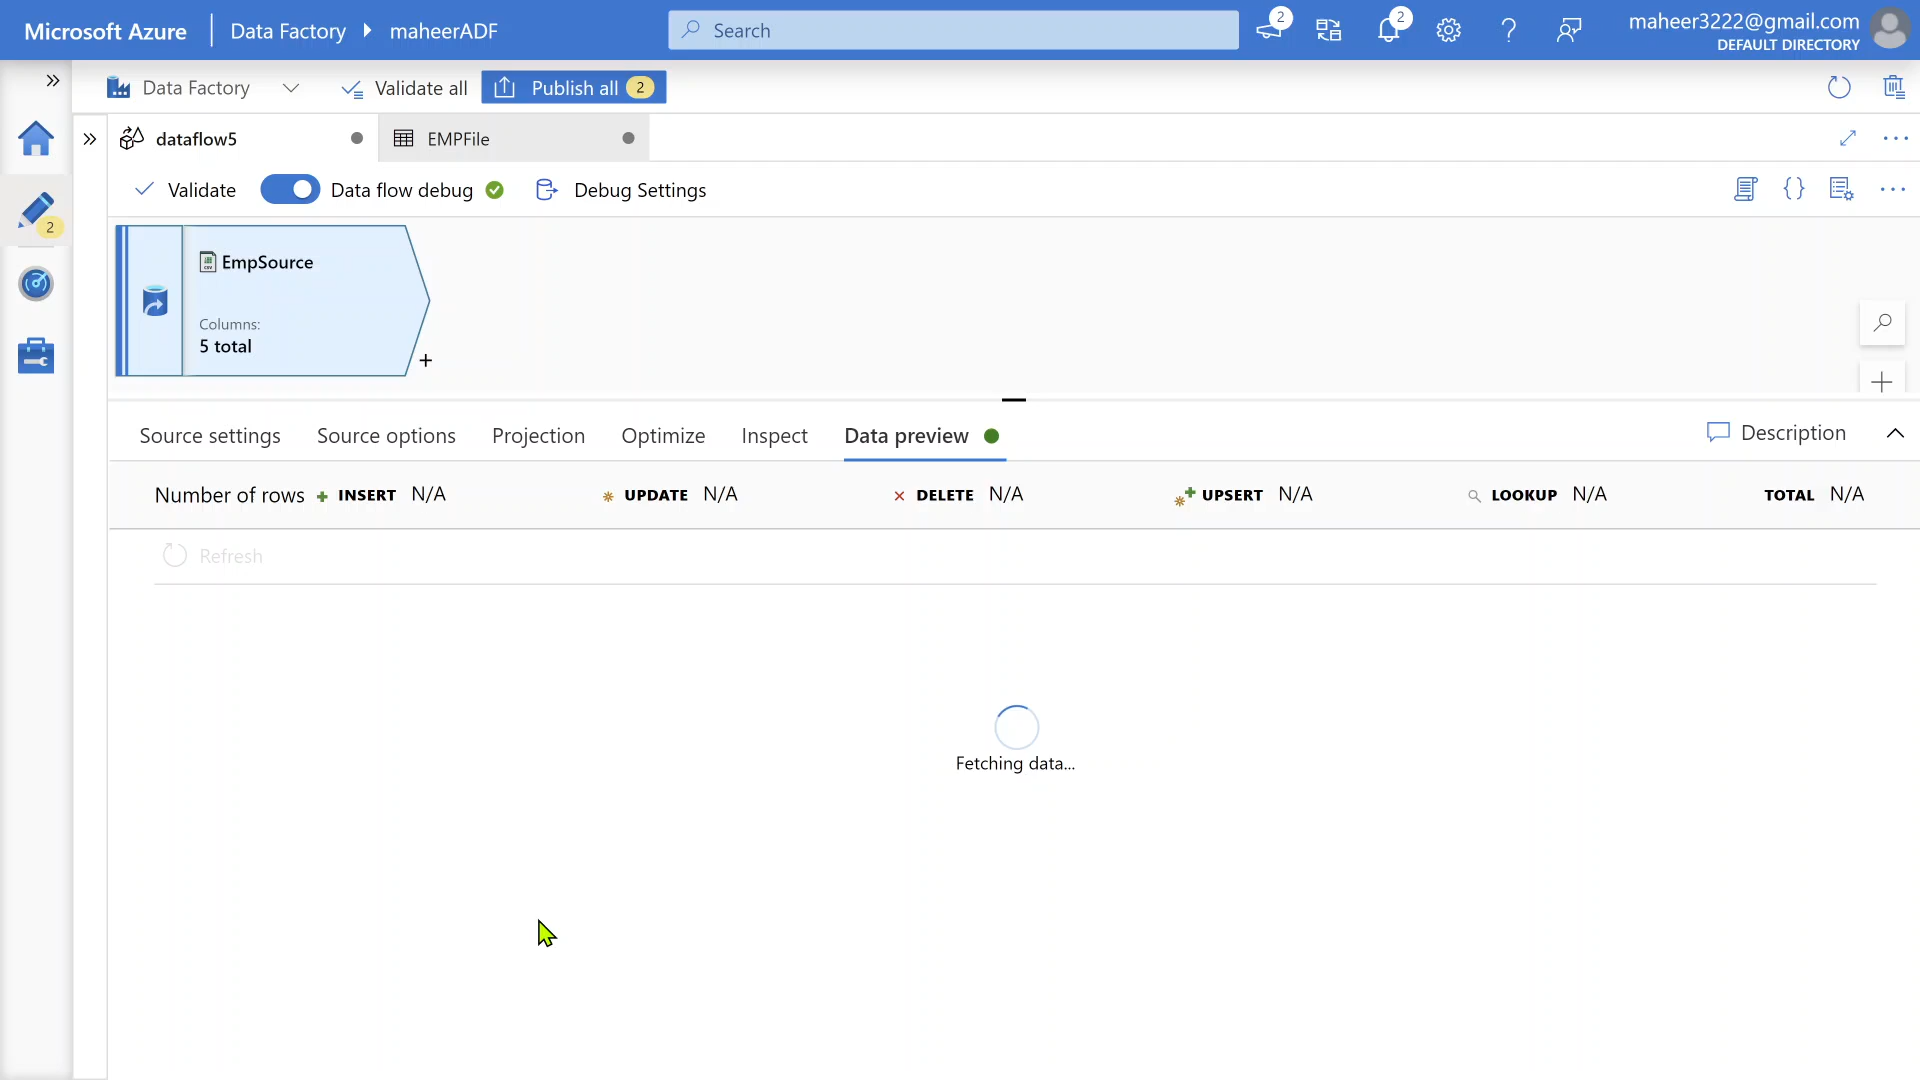 Microsoft Azure
Data Factory
maheerADF
Search
2
2
maheer3222@gmail.com
DEFAULT DIRECTORY
Data Factory
Validate all
Publish all
2
dataflow5
EMPFile
Validate
Data flow debug
Debug Settings
2
EmpSource
Columns:
5 total
Source settings
Source options
Projection
Optimize
Inspect
Data preview
Description
Number of rows
INSERT N/A
UPDATE N/A
DELETE N/A
UPSERT N/A
LOOKUP N/A
TOTAL N/A
Refresh
Fetching data...